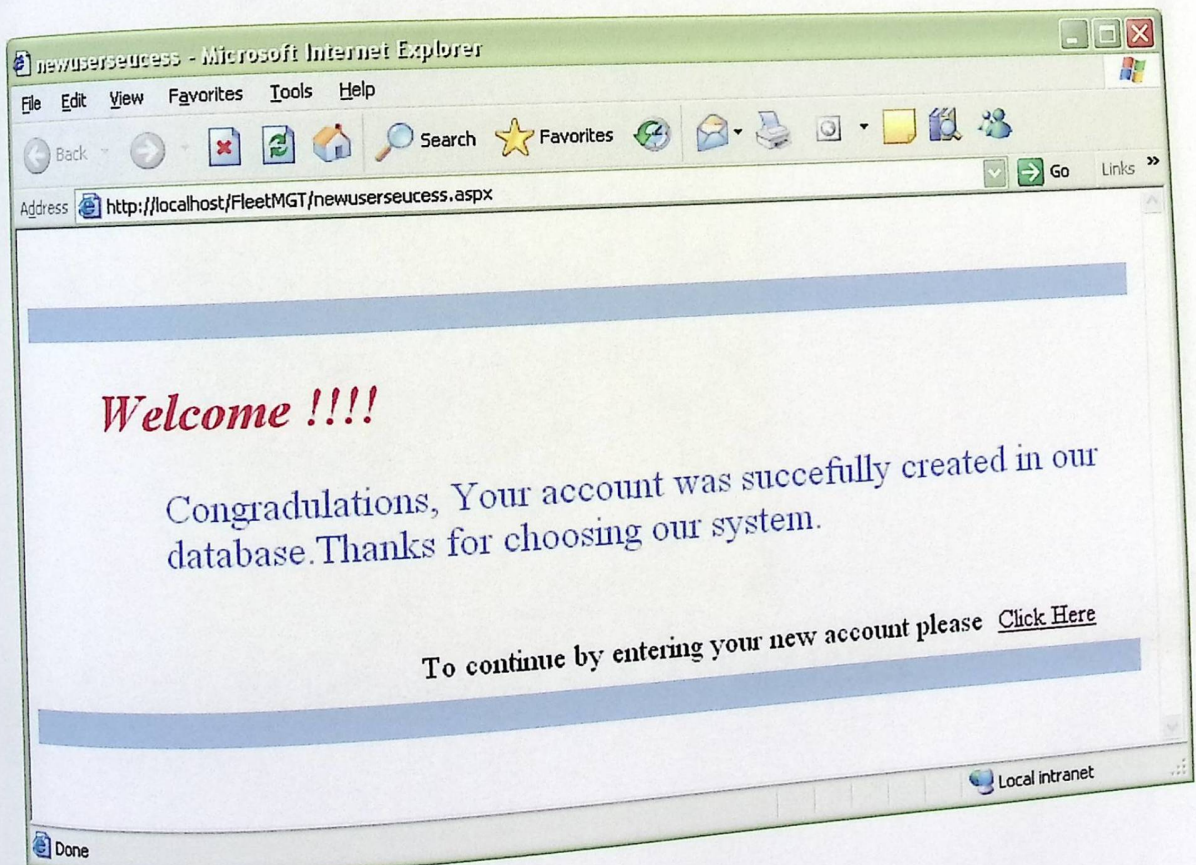 newuserseucess - Microsoft Internet Explorer
File Edit View Favorites Tools Help
Back Search Favorites
Address http://localhost/FleetMGT/newuserseucess.aspx Go Links »
Welcome !!!!
Congradulations, Your account was succefully created in our
database.Thanks for choosing our system.
To continue by entering your new account please Click Here
Local intranet
Done